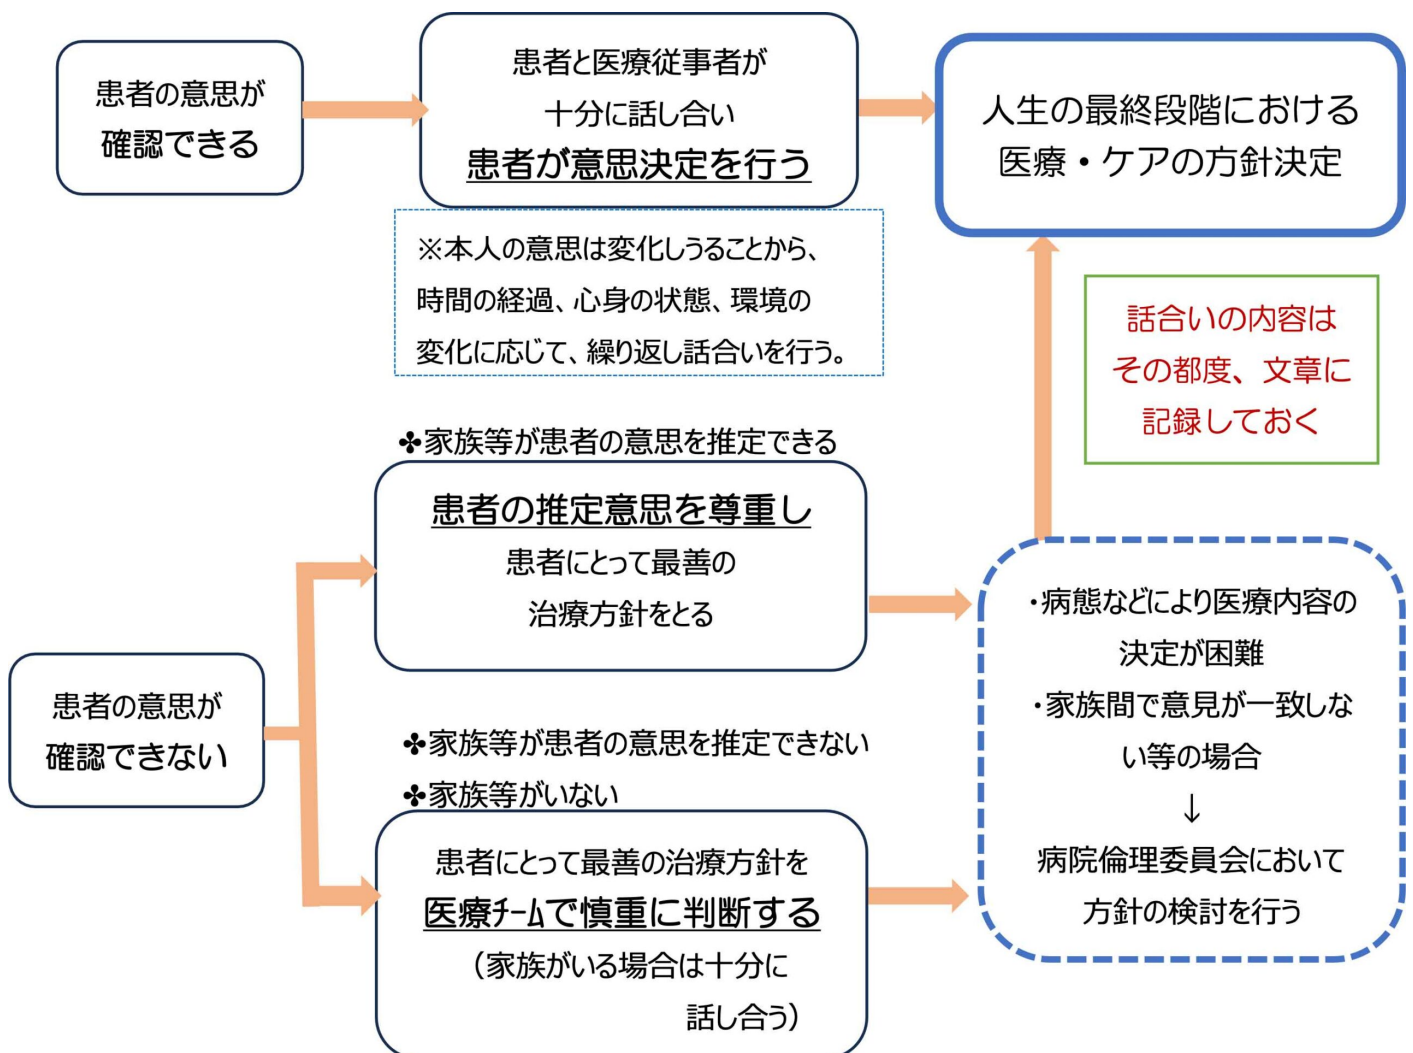 患者の意思が
確認できる
患者と医療従事者が
十分に話し合い
患者が意思決定を行う
人生の最終段階における
医療・ケアの方針決定
※本人の意思は変化しうることから、
時間の経過、心身の状態、環境の
変化に応じて、繰り返し話合いを行う。
話合いの内容は
その都度、文章に
記録しておく
✤家族等が患者の意思を推定できる
患者の推定意思を尊重し
患者にとって最善の
治療方針をとる
患者の意思が
確認できない
✤家族等が患者の意思を推定できない
✤家族等がいない
患者にとって最善の治療方針を
医療ﾁｰﾑで慎重に判断する
（家族がいる場合は十分に
話し合う）
・病態などにより医療内容の
決定が困難
・家族間で意見が一致しな
い等の場合
↓
病院倫理委員会において
方針の検討を行う